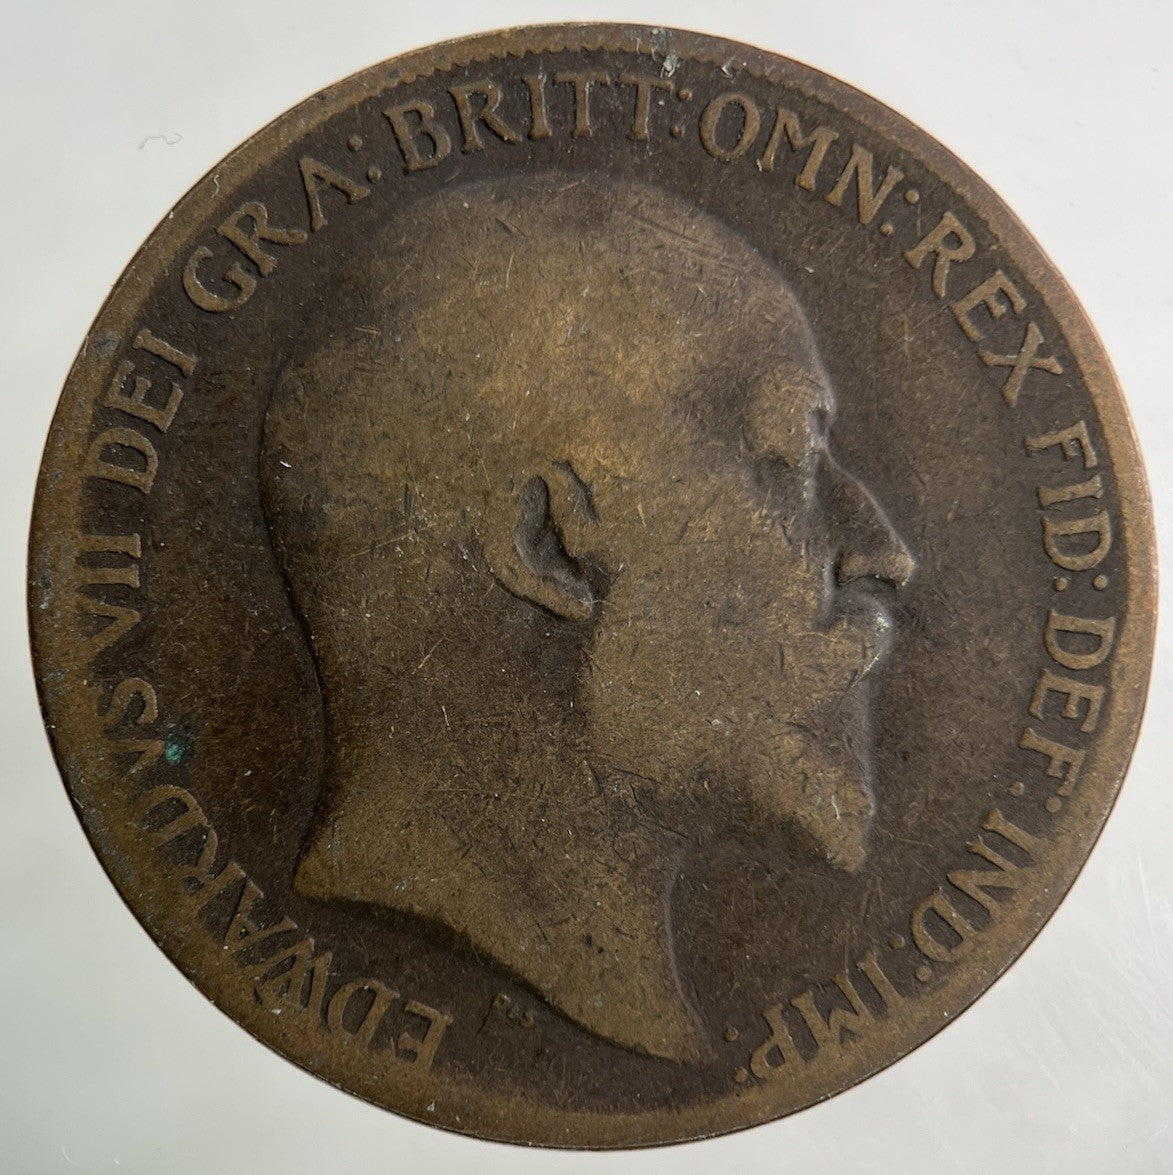 EDWARDVS VII DEI GRA: BRITT: OMN: REX FID: DEF: IND: IMP: